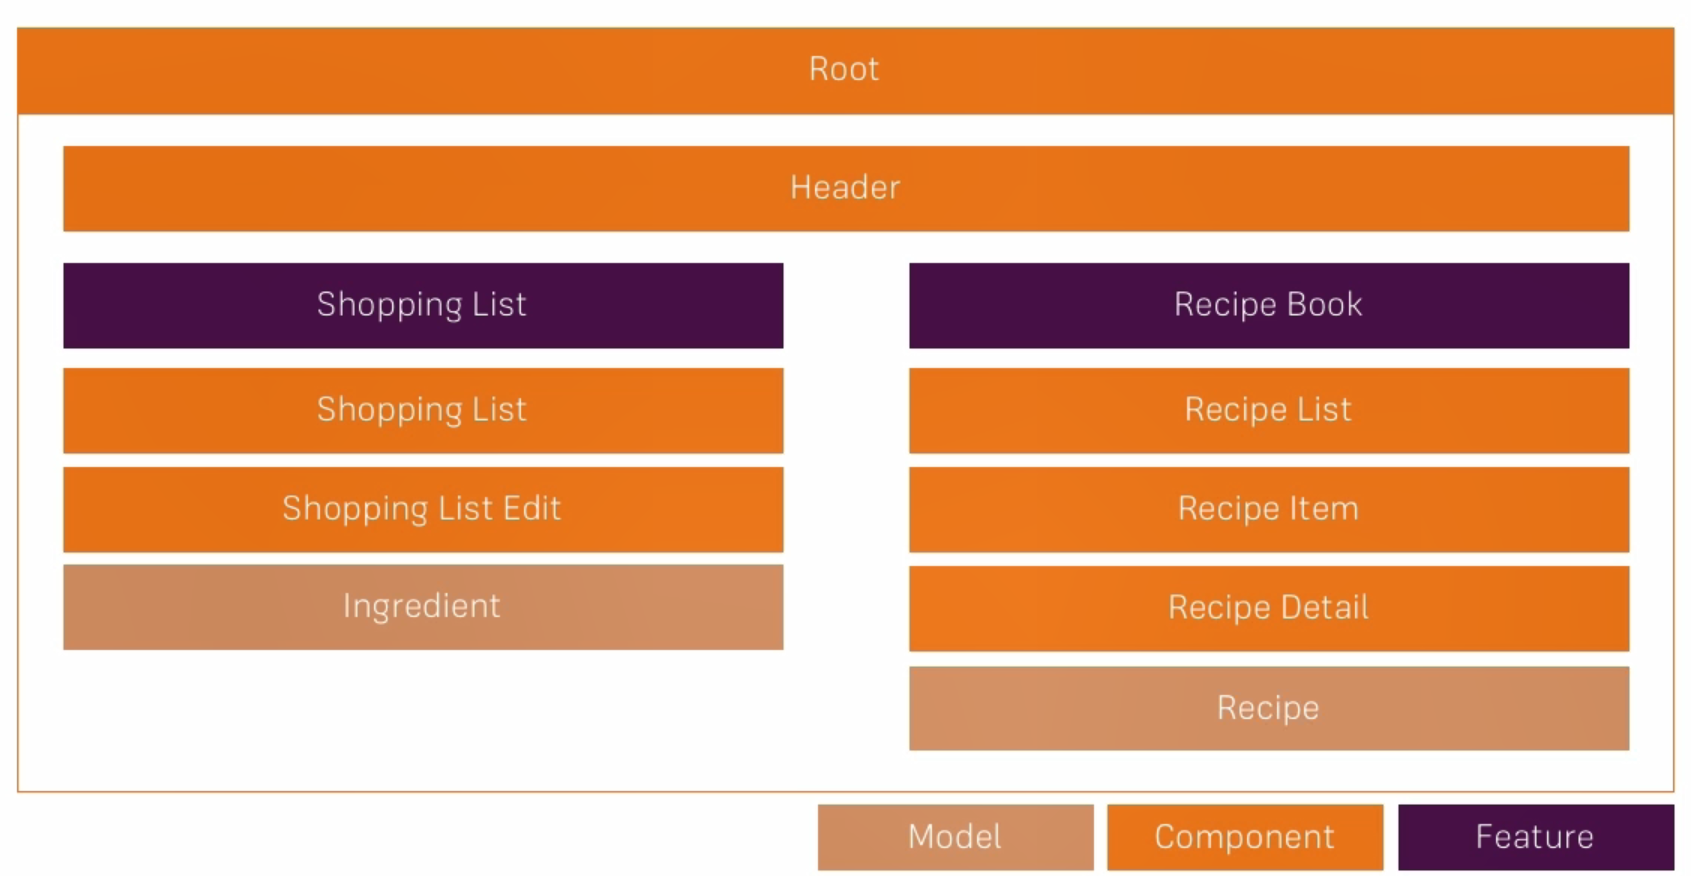 Root
Header
Shopping List
Shopping List
Shopping List Edit
Ingredient
Recipe Book
Recipe List
Recipe Item
Recipe Detail
Recipe
Model
Component
Feature